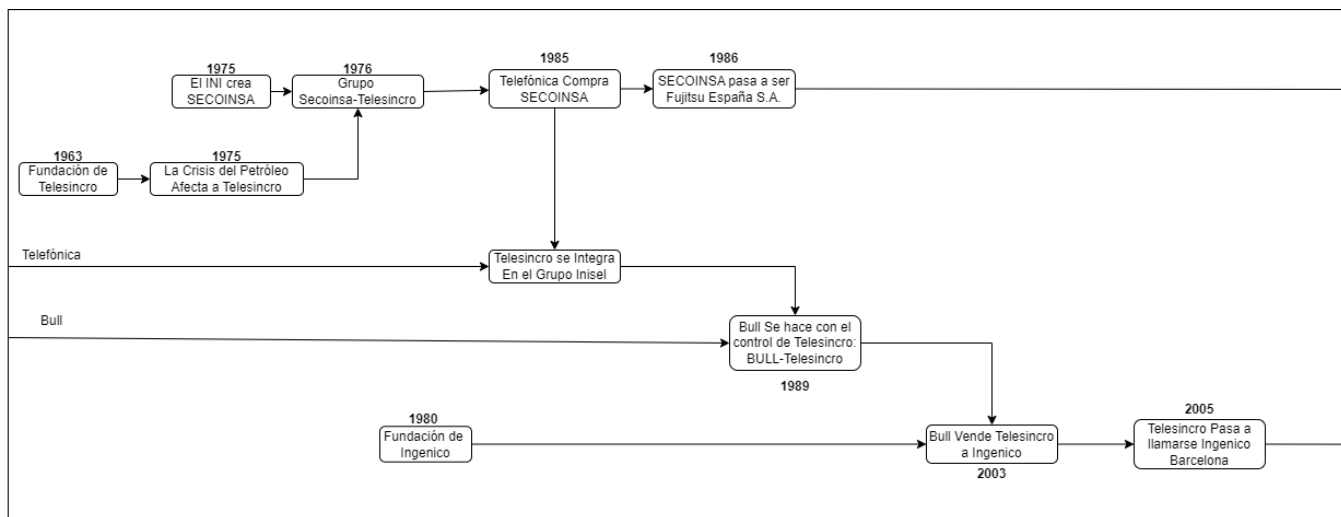 1985
1986
1975
1976
El INI crea
SECOINSA
Grupo
Secoinsa-Telesincro
Telefónica Compra
SECOINSA
SECOINSA pasa a ser
Fujitsu España S.A.
1963
1975
Fundación de
Telesincro
La Crisis del Petróleo
Afecta a Telesincro
Telefónica
Telesincro se Integra
En el Grupo Inisel
Bull
Bull Se hace con el
control de Telesincro:
BULL-Telesincro
1989
1980
Fundación de
Ingenico
Bull Vende Telesincro
a Ingenico
2003
2005
Telesincro Pasa a
llamarse Ingenico
Barcelona